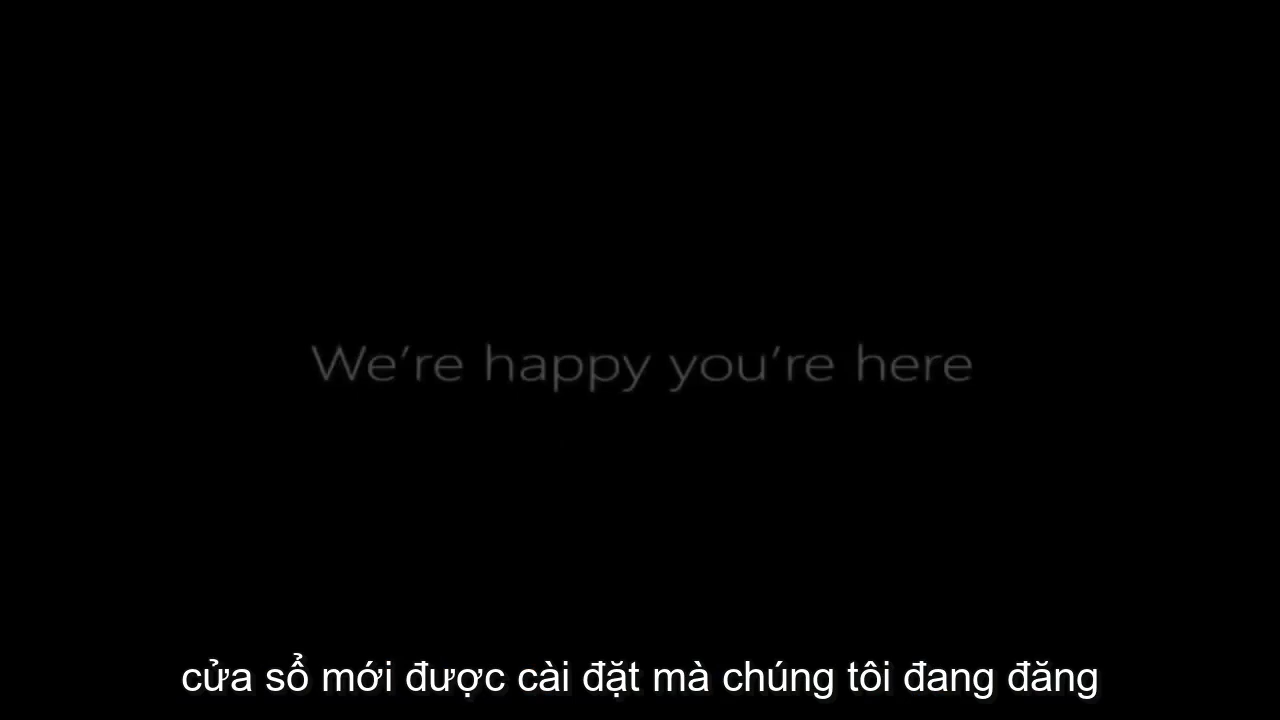 We're happy you're here
cửa sổ mới được cài đặt mà chúng tôi đang đăng